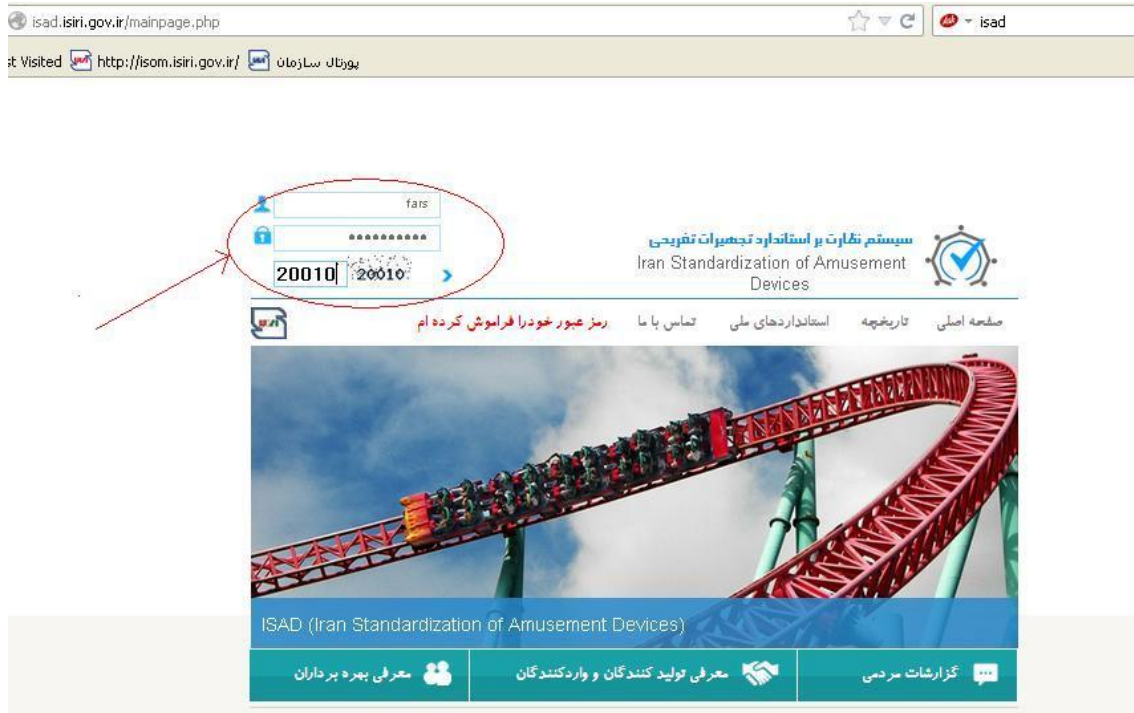 isad.isiri.gov.ir/mainpage.php
isad
st Visited http://isom.isiri.gov.ir/ پورتال سازمان
fars
••••••••••
20010 20010
سیستم نظارت بر استاندارد تجهیرات تفریحی
Iran Standardization of Amusement
Devices
صفحه اصلی تاریخچه استانداردهای ملی تماس با ما رمز عبور خودرا فراموش کرده ام
ISAD (Iran Standardization of Amusement Devices)
گزارشات مردمی معرفی تولید کنندگان و واردکنندگان معرفی بهره برداران